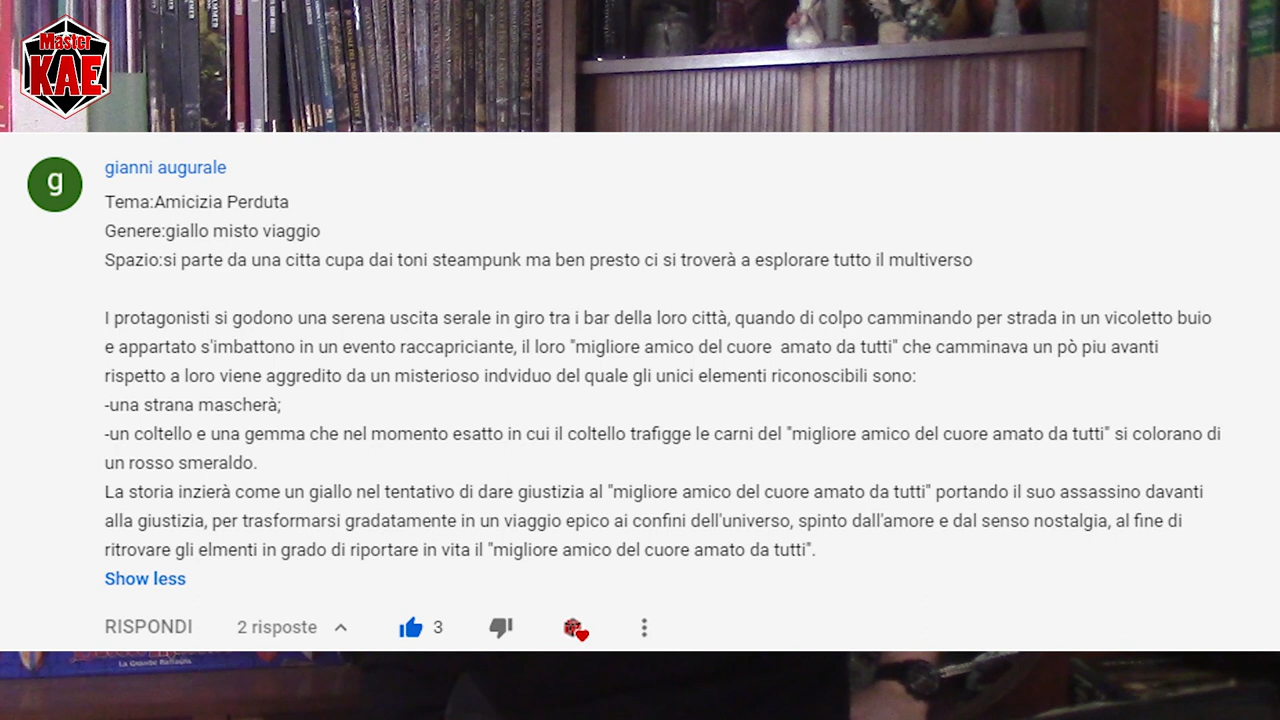 Master
KAE
g
gianni augurale
Tema:Amicizia Perduta
Genere:giallo misto viaggio
Spazio:si parte da una citta cupa dai toni steampunk ma ben presto ci si troverà a esplorare tutto il multiverso
I protagonisti si godono una serena uscita serale in giro tra i bar della loro città, quando di colpo camminando per strada in un vicoletto buio
e appartato s'imbattono in un evento raccapriciante, il loro "migliore amico del cuore  amato da tutti" che camminava un pò piu avanti
rispetto a loro viene aggredito da un misterioso indviduo del quale gli unici elementi riconoscibili sono:
-una strana mascherà;
-un coltello e una gemma che nel momento esatto in cui il coltello trafigge le carni del "migliore amico del cuore amato da tutti" si colorano di
un rosso smeraldo.
La storia inzierà come un giallo nel tentativo di dare giustizia al "migliore amico del cuore amato da tutti" portando il suo assassino davanti
alla giustizia, per trasformarsi gradatamente in un viaggio epico ai confini dell'universo, spinto dall'amore e dal senso nostalgia, al fine di
ritrovare gli elmenti in grado di riportare in vita il "migliore amico del cuore amato da tutti".
Show less
RISPONDI
2 risposte
3